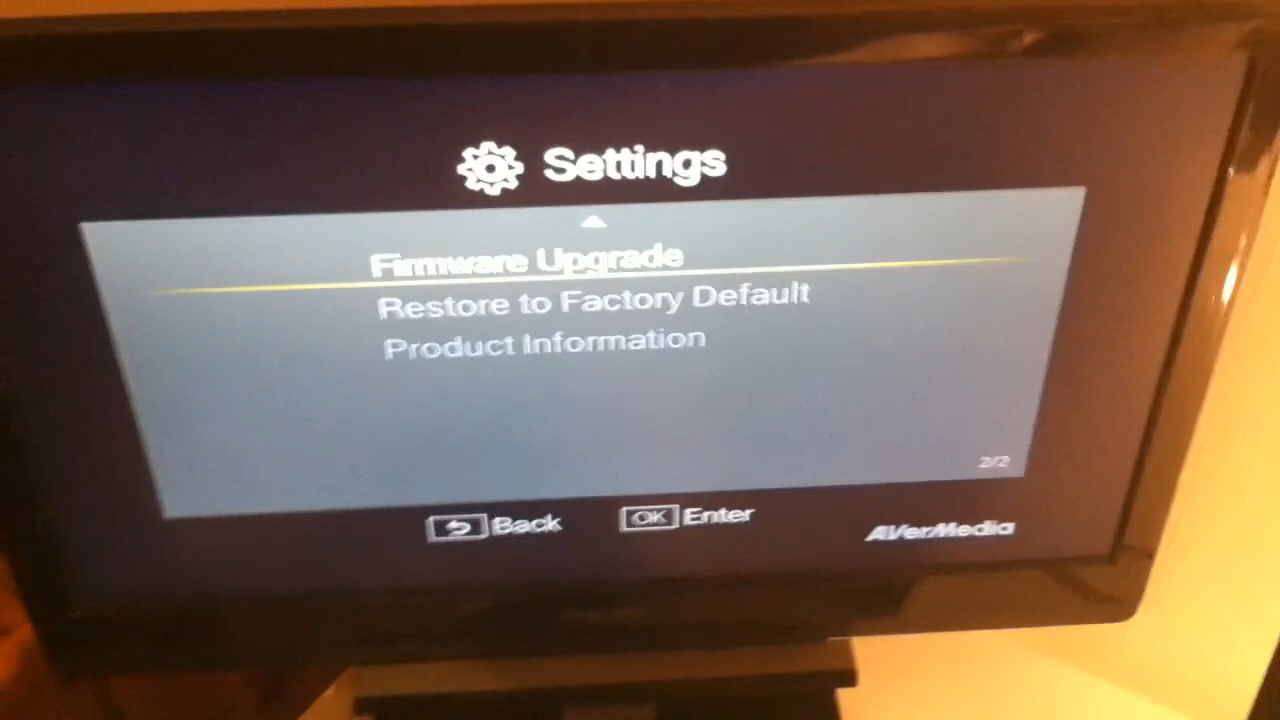 Settings
Firmware Upgrade
Restore to Factory Default
Product Information
2/2
Back
OK Enter
AVerMedia